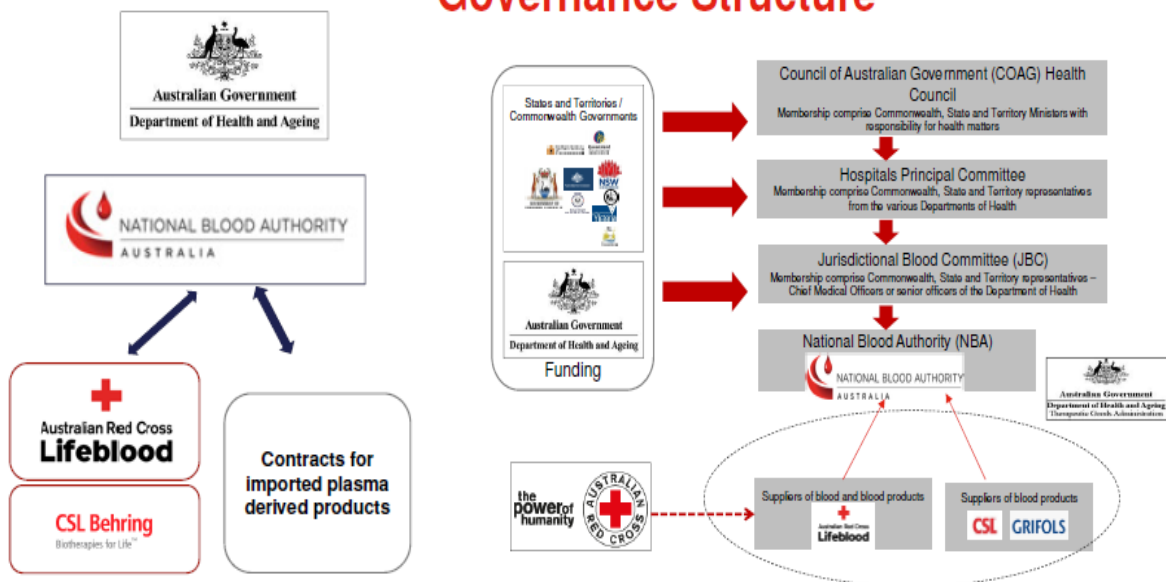 Governance Structure
Australian Government
Department of Health and Ageing
NATIONAL BLOOD AUTHORITY
AUSTRALIA
Australian Red Cross
Lifeblood
CSL Behring
Biotherapies for Life™
Contracts for
imported plasma
derived products
States and Territories /
Commonwealth Governments
NSW
Australian Government
Department of Health and Ageing
Funding
Council of Australian Government (COAG) Health
Council
Membership comprise Commonwealth, State and Territory Ministers with
responsibility for health matters
Hospitals Principal Committee
Membership comprise Commonwealth, State and Territory representatives
from the various Departments of Health
Jurisdictional Blood Committee (JBC)
Membership comprise Commonwealth, State and Territory representatives –
Chief Medical Officers or senior officers of the Department of Health
National Blood Authority (NBA)
NATIONAL BLOOD AUTHORITY
AUSTRALIA
Australian Government
Department of Health and Ageing
Therapeutic Goods Administration
the
power of
humanity
AUSTRALIAN
RED CROSS
Suppliers of blood and blood products
Australian Red Cross
Lifeblood
Suppliers of blood products
CSL GRIFOLS